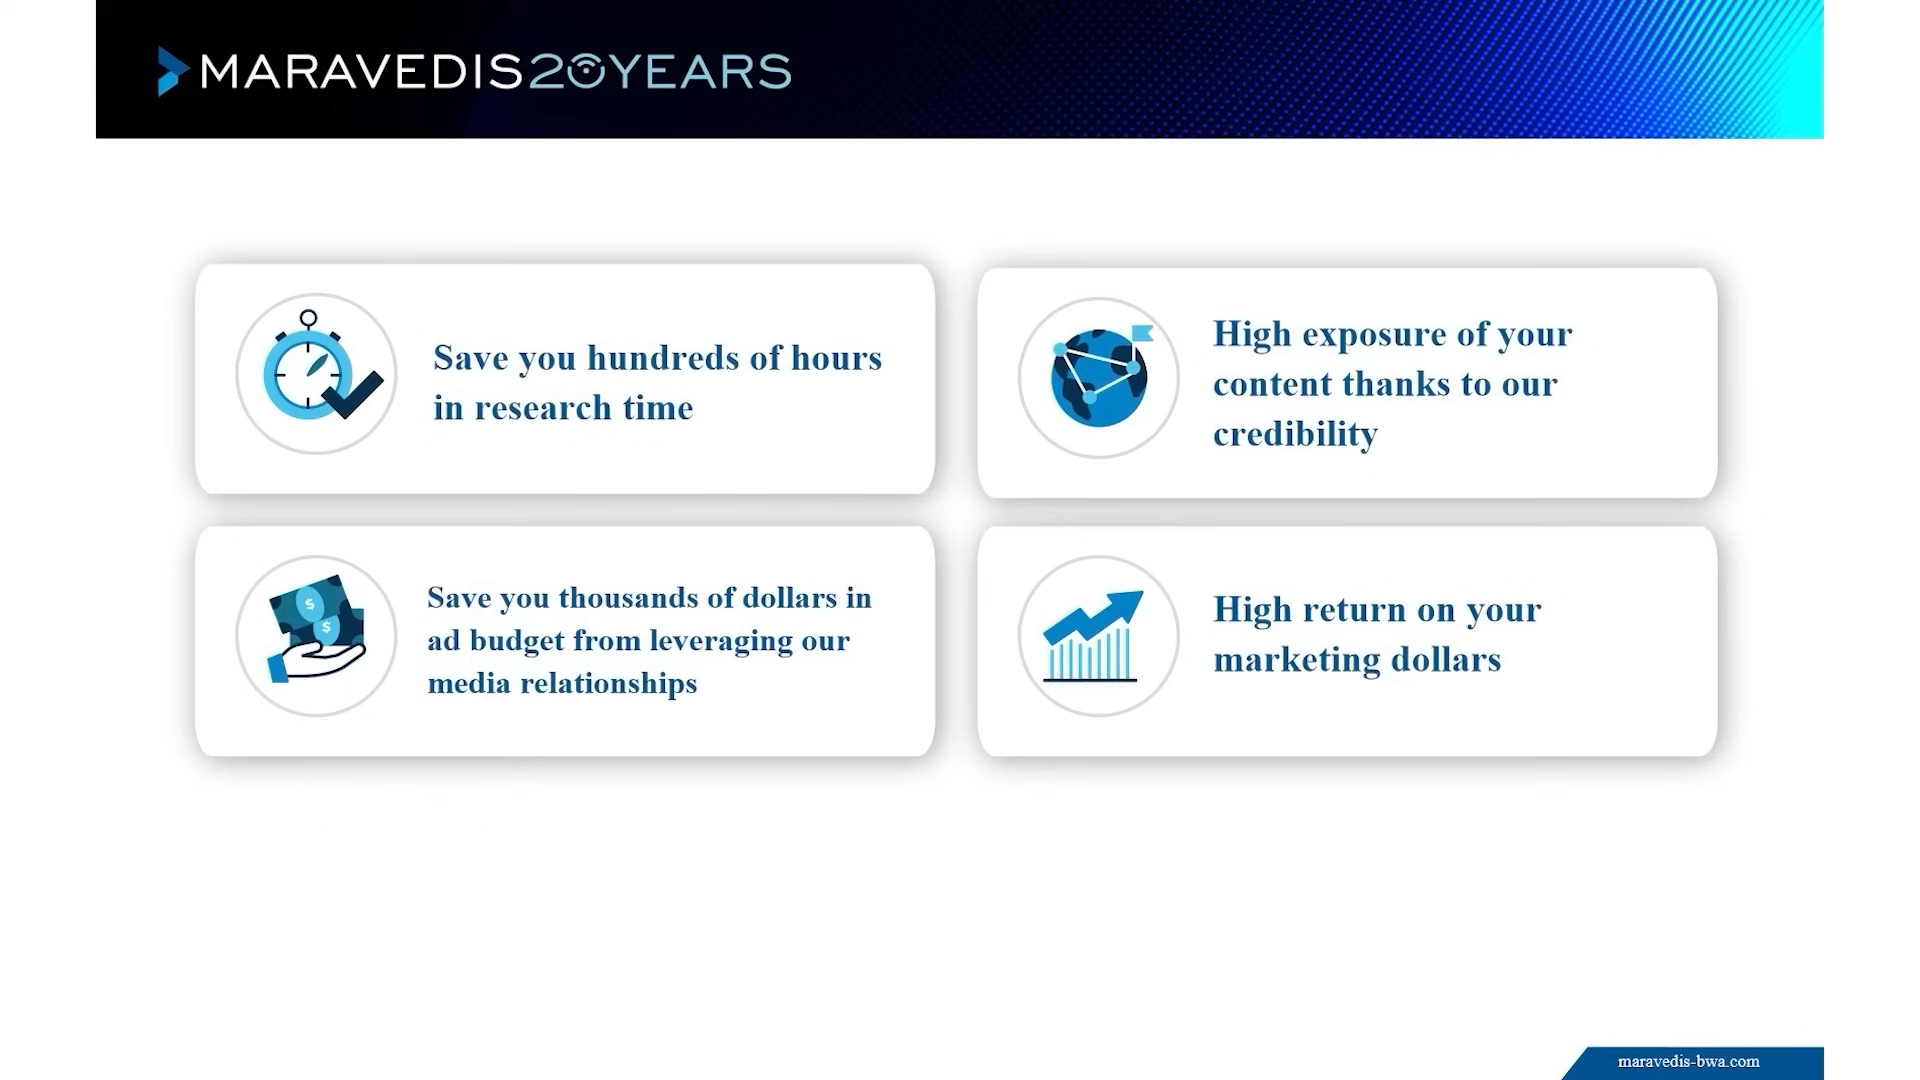 MARAVEDIS20YEARS
Save you hundreds of hours
in research time
High exposure of your
content thanks to our
credibility
$
$
Save you thousands of dollars in
ad budget from leveraging our
media relationships
High return on your
marketing dollars
maravedis-bwa.com